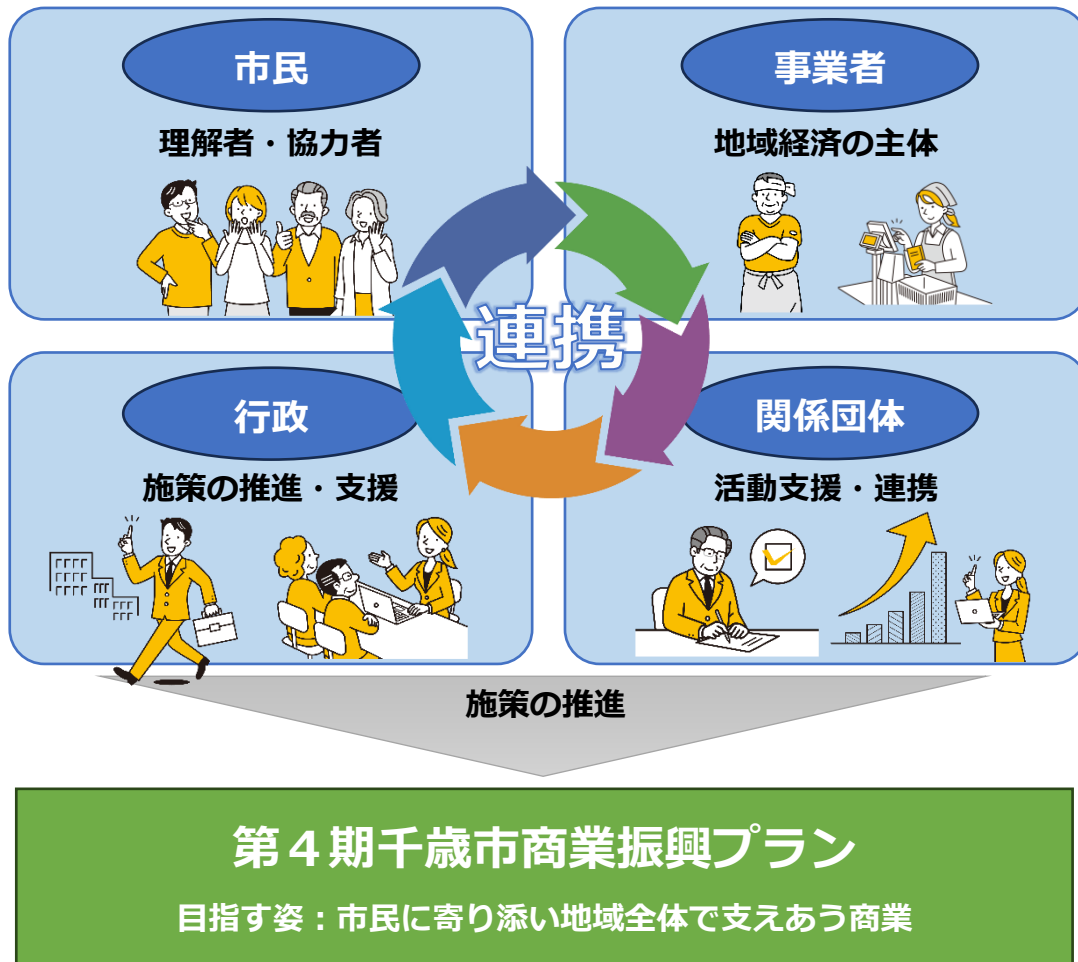 市民
理解者・協力者
事業者
地域経済の主体
連携
行政
施策の推進・支援
関係団体
活動支援・連携
施策の推進
第４期千歳市商業振興プラン
目指す姿：市民に寄り添い地域全体で支えあう商業